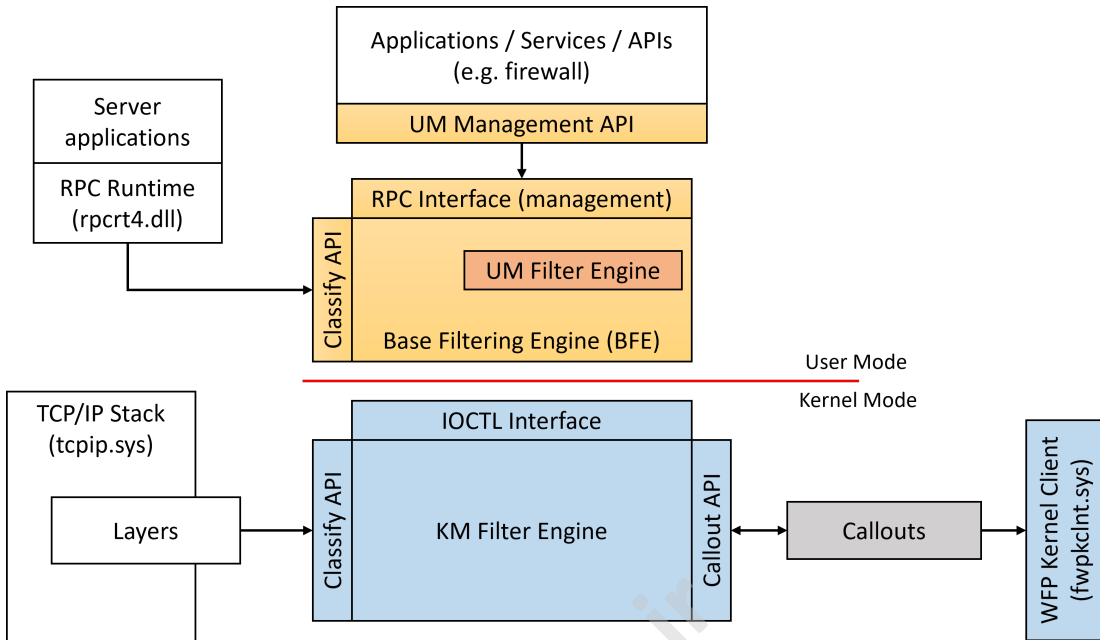 Applications / Services / APIs
(e.g. firewall)
UM Management API
Server
applications
RPC Runtime
(rpcrt4.dll)
RPC Interface (management)
Classify API
UM Filter Engine
Base Filtering Engine (BFE)
User Mode
Kernel Mode
TCP/IP Stack
(tcpip.sys)
Layers
IOCTL Interface
Classify API
KM Filter Engine
Callout API
Callouts
WFP Kernel Client
(fwpkclnt.sys)
ir